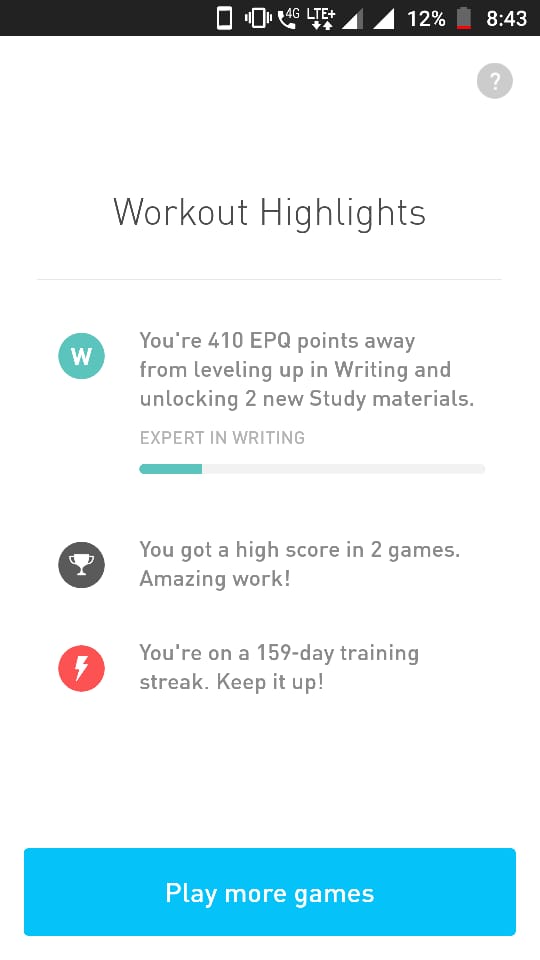 4G LTE+ 12% 8:43
?
Workout Highlights
W
You're 410 EPQ points away
from leveling up in Writing and
unlocking 2 new Study materials.
EXPERT IN WRITING
You got a high score in 2 games.
Amazing work!
You're on a 159-day training
streak. Keep it up!
Play more games